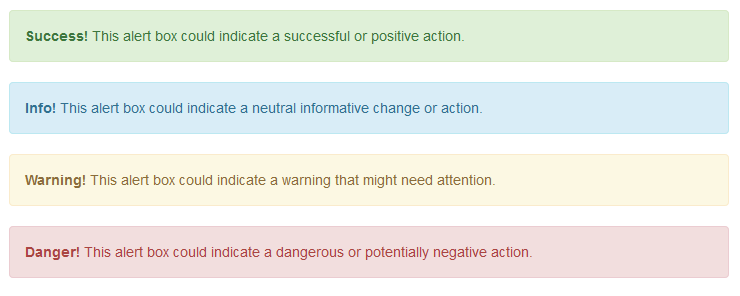 Success! This alert box could indicate a successful or positive action.
Info! This alert box could indicate a neutral informative change or action.
Warning! This alert box could indicate a warning that might need attention.
Danger! This alert box could indicate a dangerous or potentially negative action.